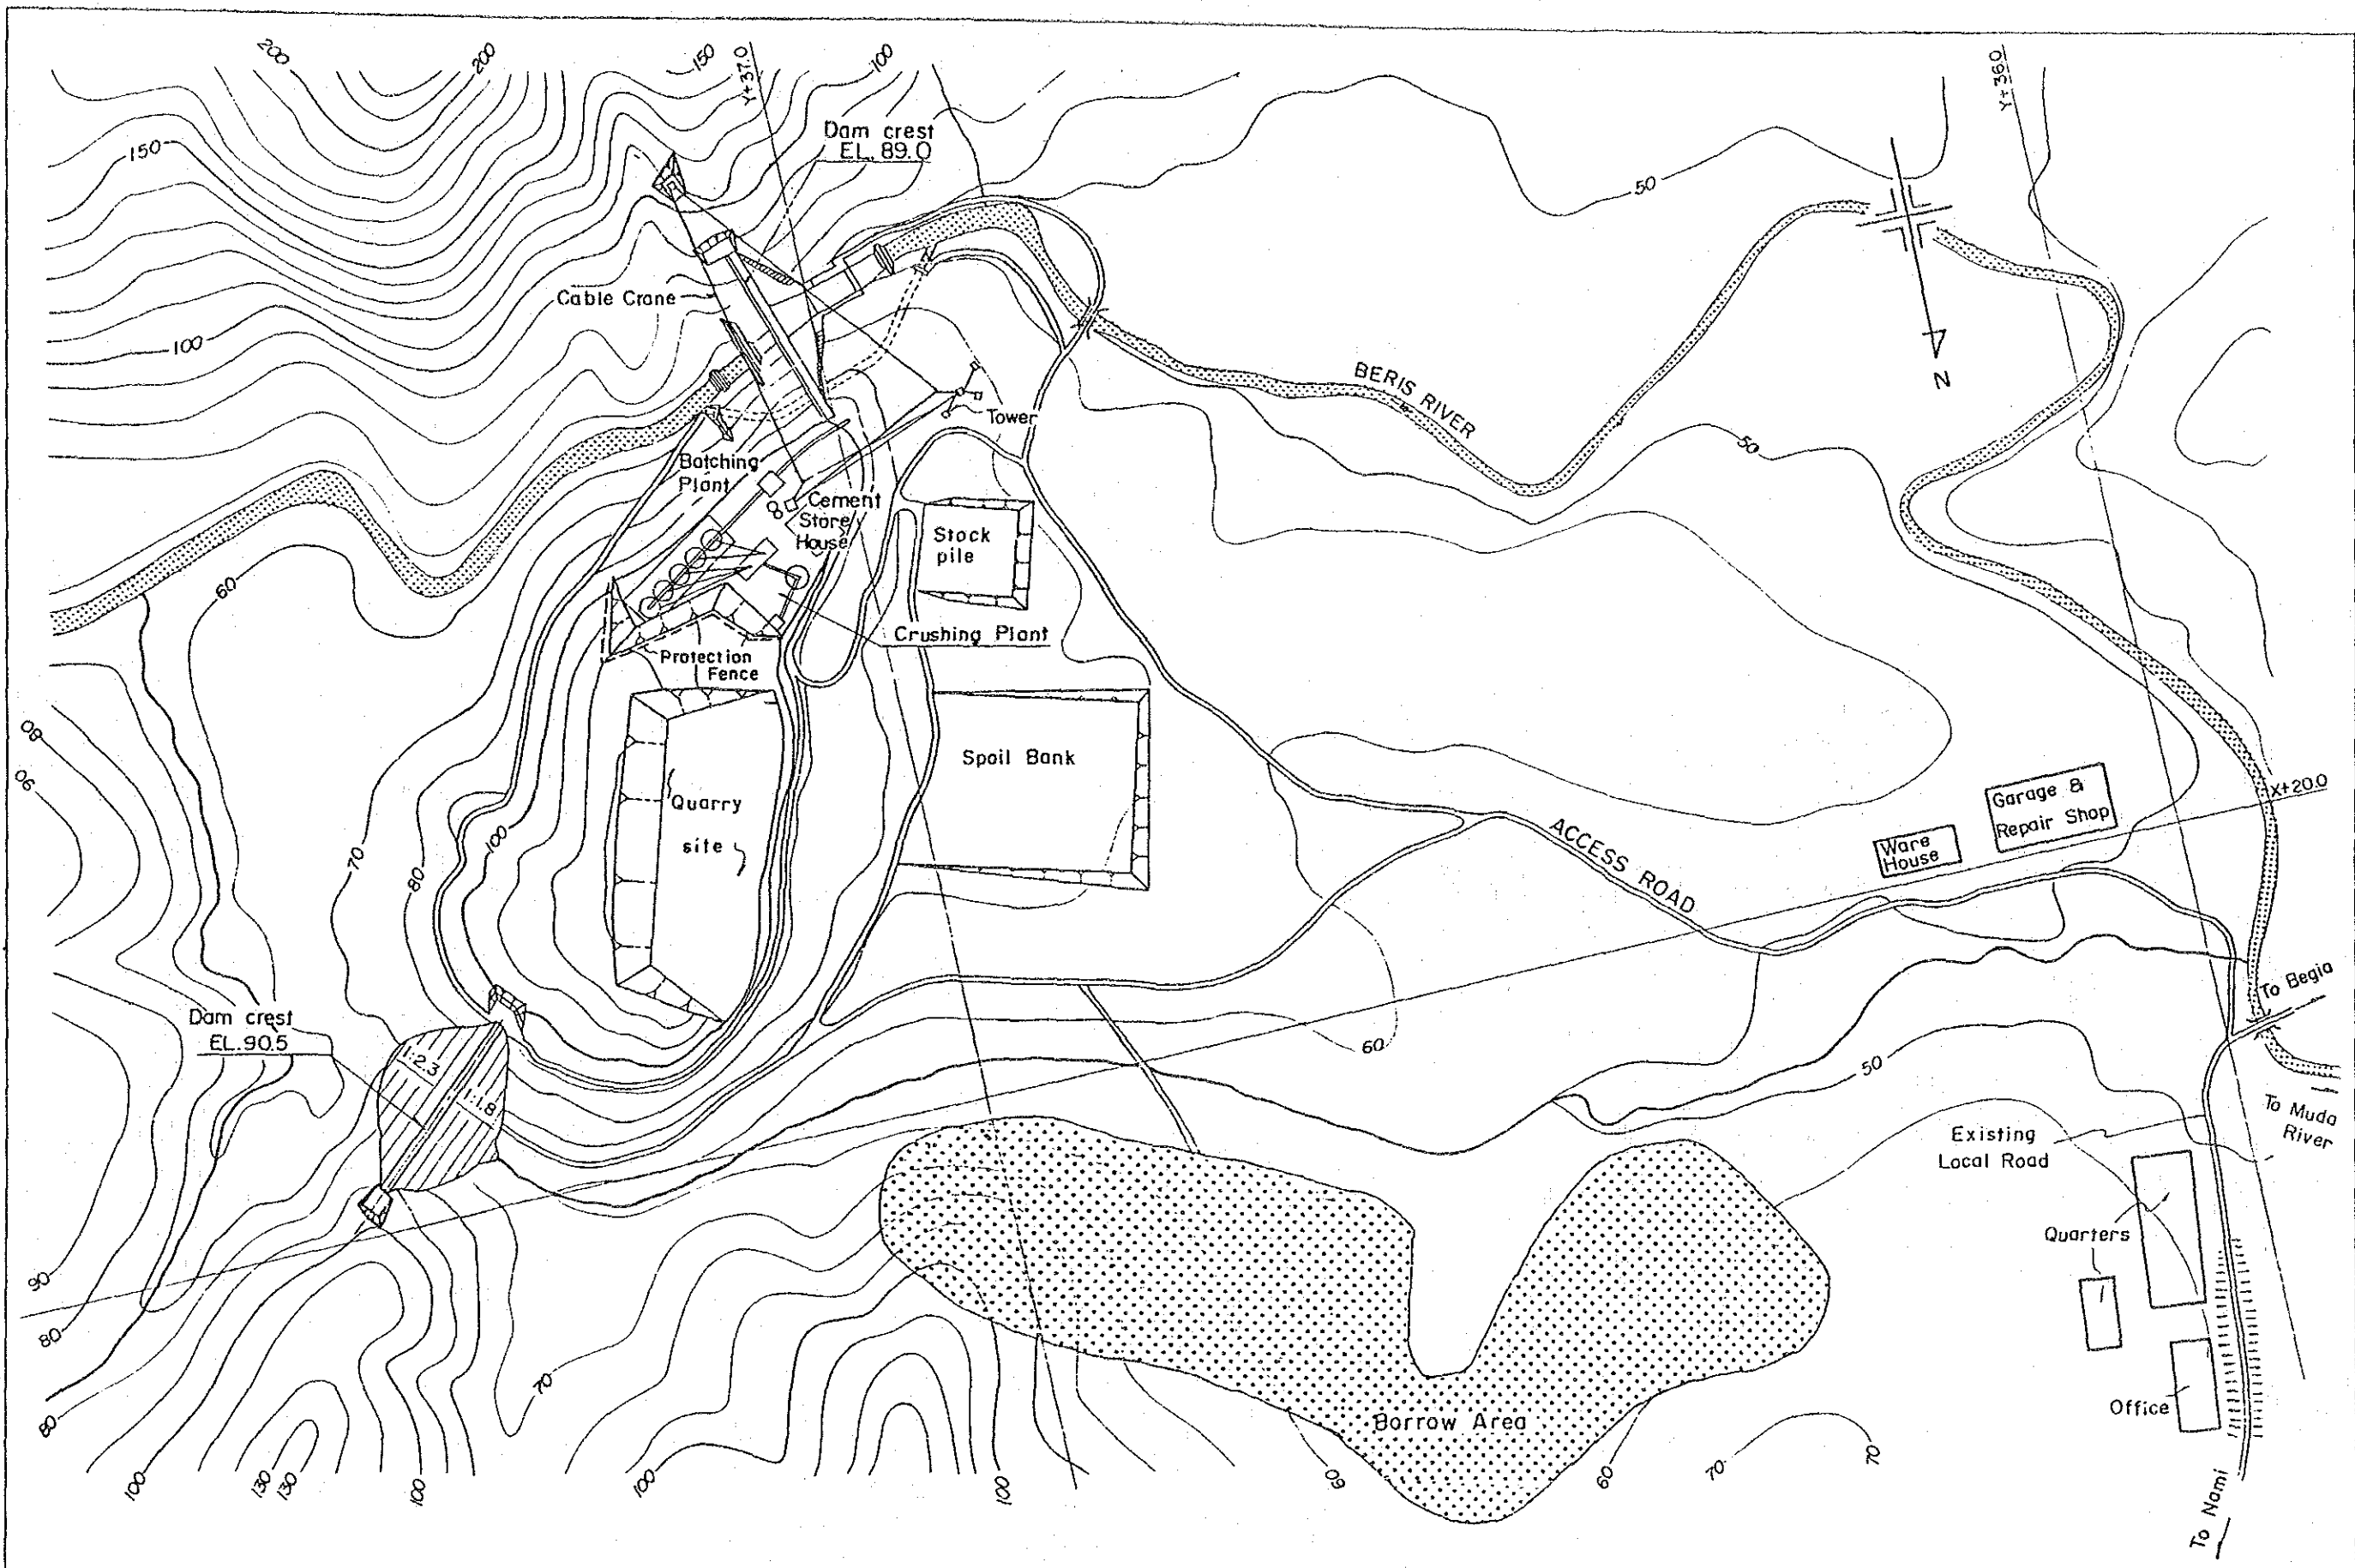 200
200
150
Y+37.0
100
Y+36.0
Dam crest
EL. 89.0
150
50
Cable Crane
100
N
BERIS RIVER
Tower
50
Batching
Plant
Cement
Store
House
Stock
pile
60
Crushing Plant
Protection
Fence
80
90
Spoil Bank
Quarry
site
X+20.0
Garage &
Repair Shop
Ware
House
ACCESS ROAD
100
70
80
To Begia
Dam crest
EL. 90.5
1:2.3
1:1.8
60
50
To Muda
River
Existing
Local Road
Quarters
90
80
70
Office
Borrow Area
80
100
130
130
100
100
100
60
60
70
70
To Nami